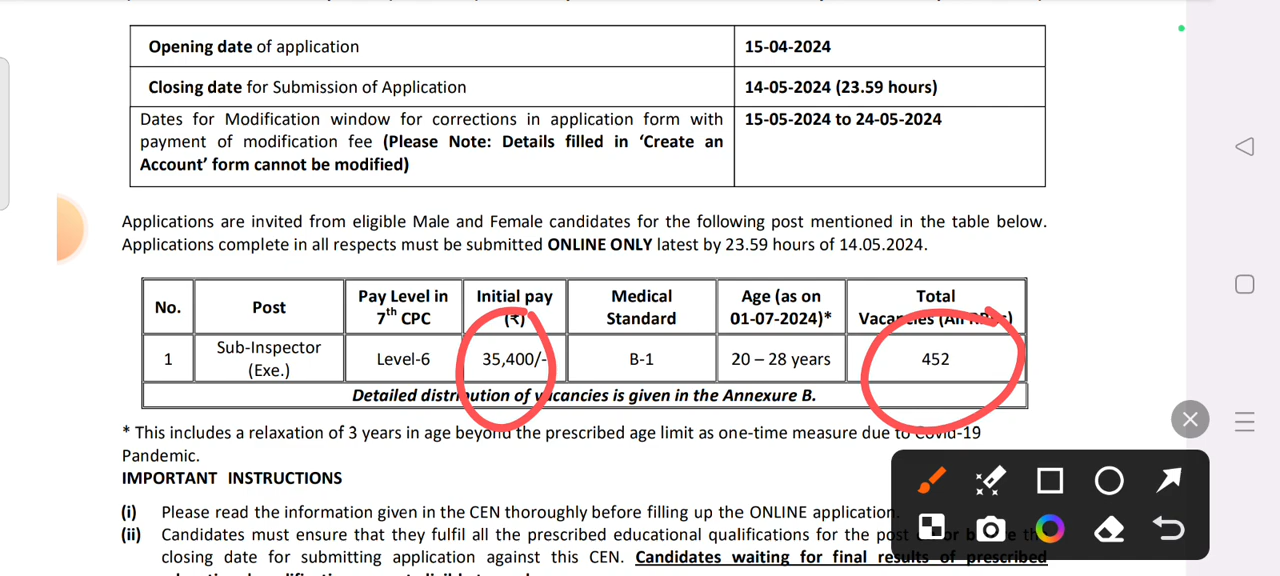 Opening date of application 15-04-2024
Closing date for Submission of Application 14-05-2024 (23.59 hours)
Dates for Modification window for corrections in application form with 15-05-2024 to 24-05-2024
payment of modification fee (Please Note: Details filled in ‘Create an
Account’ form cannot be modified)
Applications are invited from eligible Male and Female candidates for the following post mentioned in the table below.
Applications complete in all respects must be submitted ONLINE ONLY latest by 23.59 hours of 14.05.2024.
No. Post Pay Level in 7th CPC Initial pay (₹) Medical Standard Age (as on 01-07-2024)* Total Vacancies (All
1 Sub-Inspector (Exe.) Level-6 35,400/- B-1 20 – 28 years 452
Detailed distribution of vacancies is given in the Annexure B.
* This includes a relaxation of 3 years in age beyond the prescribed age limit as one-time measure due to Covid-19
Pandemic.
IMPORTANT INSTRUCTIONS
(i) Please read the information given in the CEN thoroughly before filling up the ONLINE application.
(ii) Candidates must ensure that they fulfil all the prescribed educational qualifications for the
closing date for submitting application against this CEN. Candidates waiting for final results of prescribed